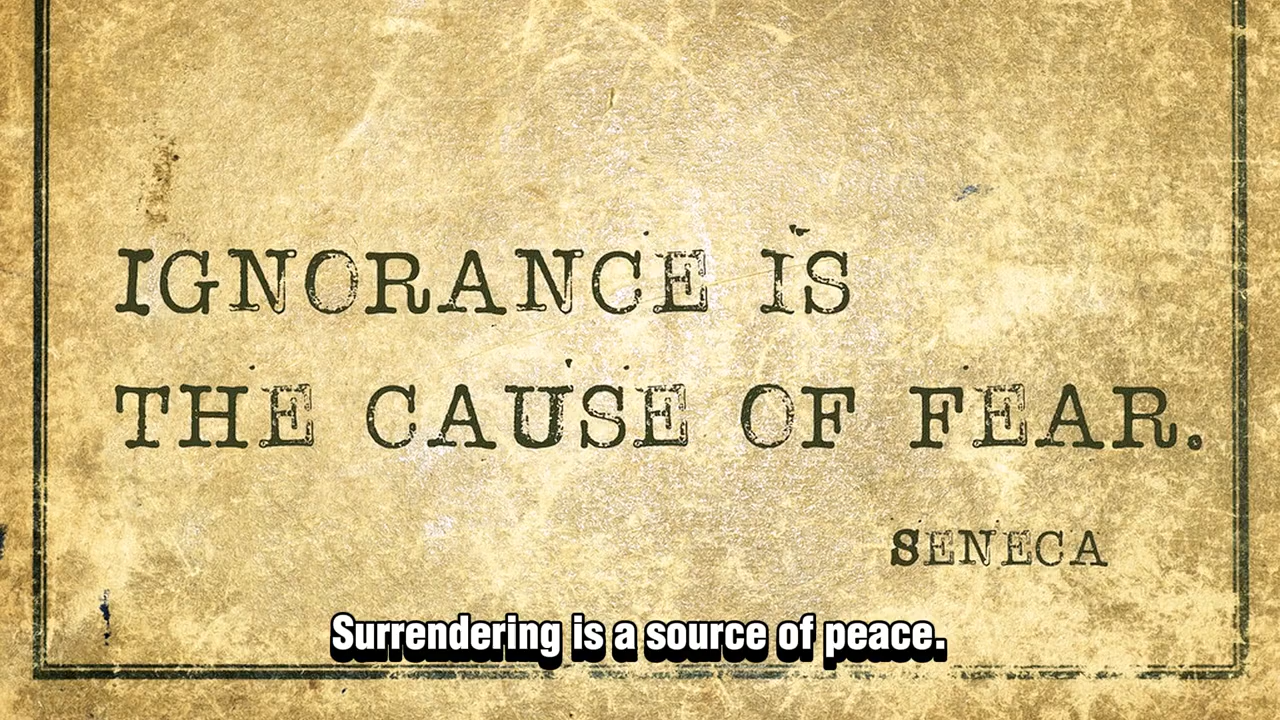 IGNORANCE IS
THE CAUSE OF FEAR.
SENECA
Surrendering is a source of peace.